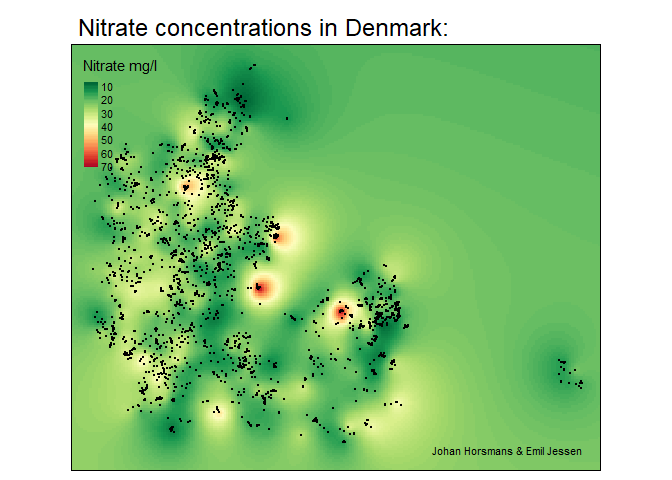 Nitrate concentrations in Denmark:
Nitrate mg/l
10
20
30
40
50
60
70
Johan Horsmans & Emil Jessen